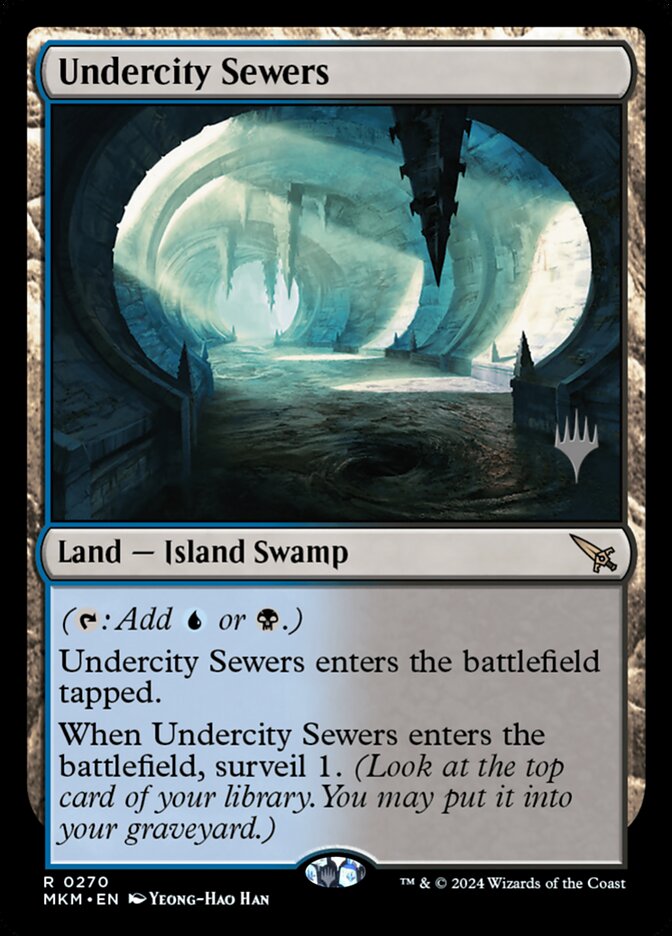 Undercity Sewers
Land — Island Swamp
(: Add or .)
Undercity Sewers enters the battlefield
tapped.
When Undercity Sewers enters the
battlefield, surveil 1. (Look at the top
card of your library. You may put it into
your graveyard.)
R 0270
MKM • EN Yeong-Hao Han
™ & © 2024 Wizards of the Coast